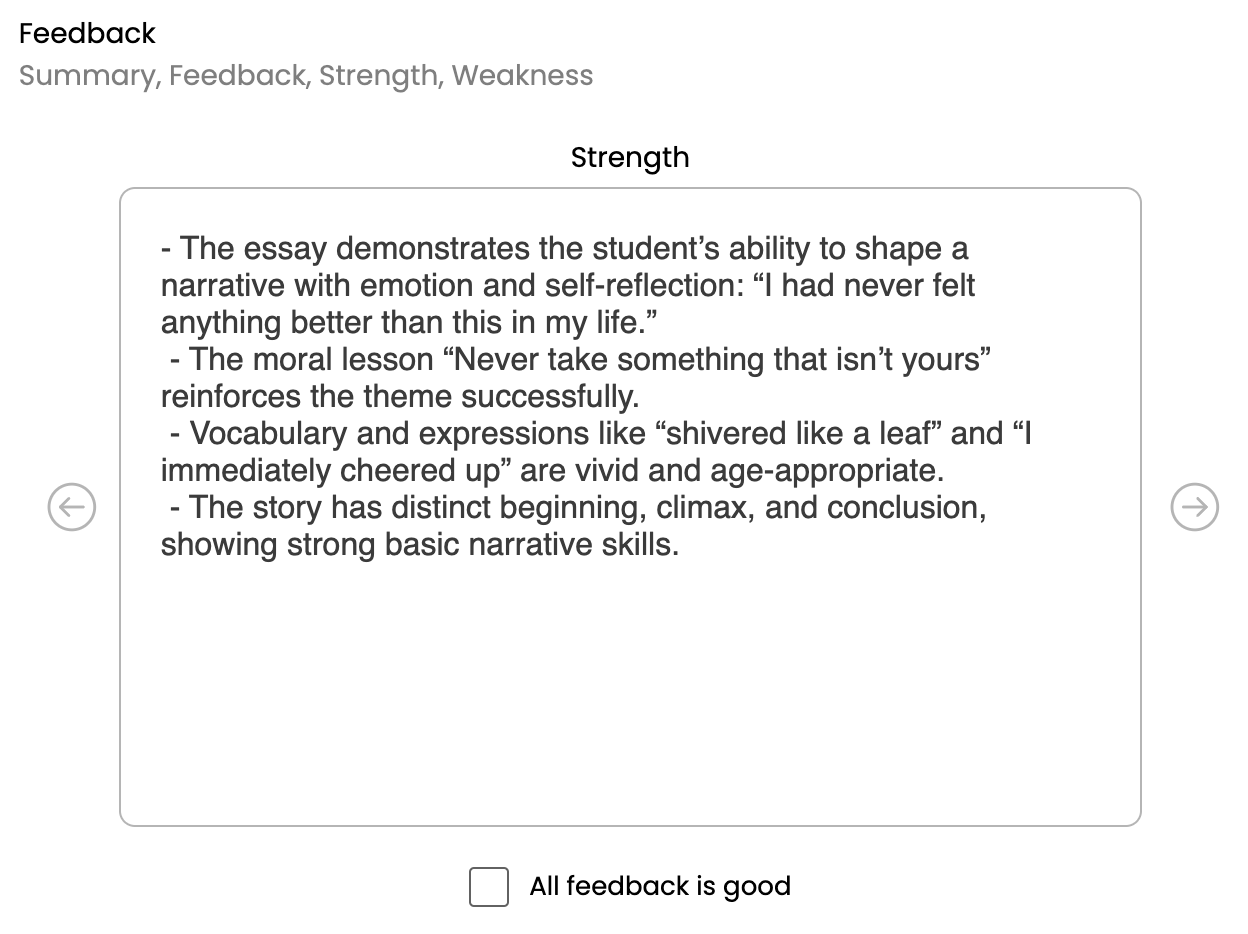 Feedback
Summary, Feedback, Strength, Weakness
Strength
- The essay demonstrates the student’s ability to shape a
narrative with emotion and self-reflection: “I had never felt
anything better than this in my life.”
- The moral lesson “Never take something that isn’t yours”
reinforces the theme successfully.
- Vocabulary and expressions like “shivered like a leaf” and “I
immediately cheered up” are vivid and age-appropriate.
- The story has distinct beginning, climax, and conclusion,
showing strong basic narrative skills.
All feedback is good